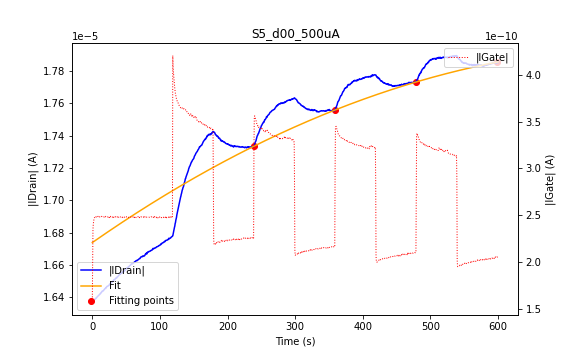 S5_d00_500uA
1e−5
1e−10
|IGate|
1.78
1.76
1.74
1.72
1.70
1.68
1.66
1.64
|IDrain| (A)
4.0
3.5
3.0
2.5
2.0
1.5
|IGate| (A)
|IDrain|
Fit
Fitting points
0
100
200
300
400
500
600
Time (s)